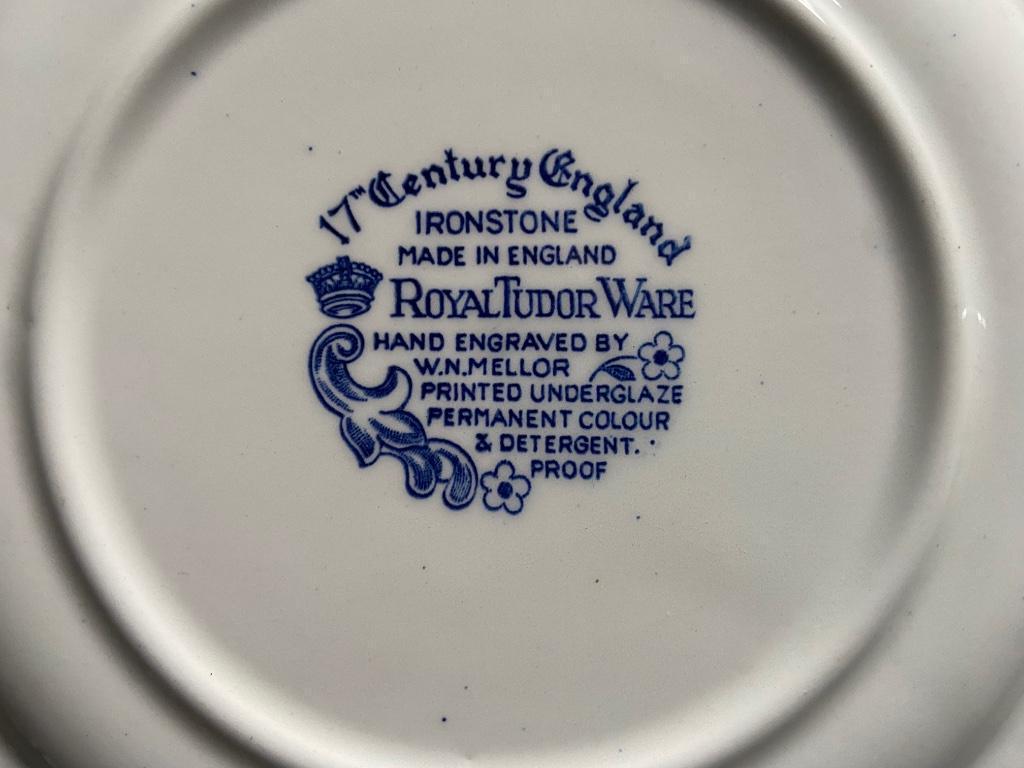 17TH Century England
IRONSTONE
MADE IN ENGLAND
ROYAL TUDOR WARE
HAND ENGRAVED BY
W.N.MELLOR
PRINTED UNDERGLAZE
PERMANENT COLOUR
& DETERGENT.
PROOF